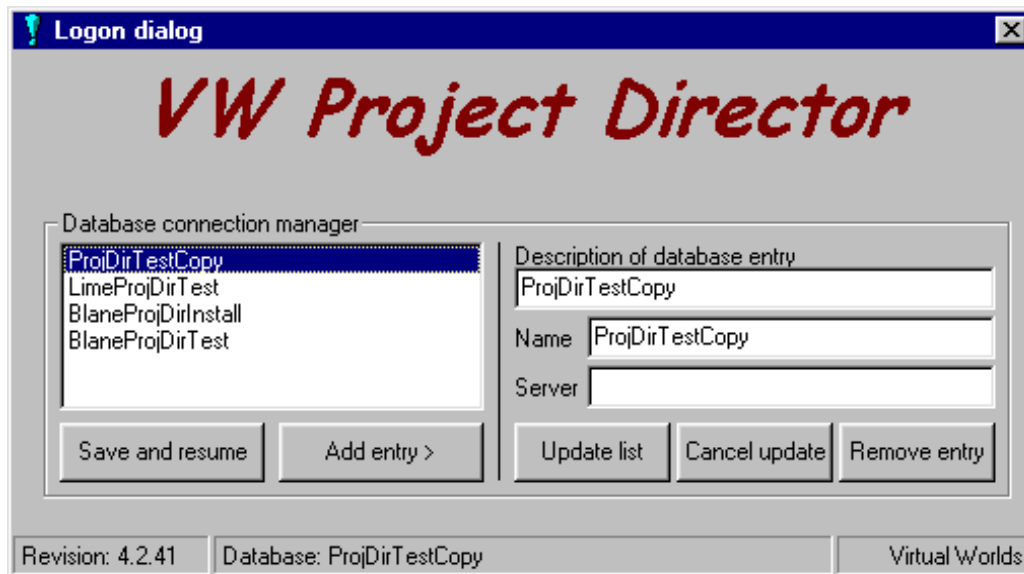 Logon dialog
VW Project Director
Database connection manager
ProjDirTestCopy
LimeProjDirTest
BlaneProjDirInstall
BlaneProjDirTest
Save and resume
Add entry >
Description of database entry
ProjDirTestCopy
Name ProjDirTestCopy
Server
Update list
Cancel update
Remove entry
Revision: 4.2.41
Database: ProjDirTestCopy
Virtual Worlds